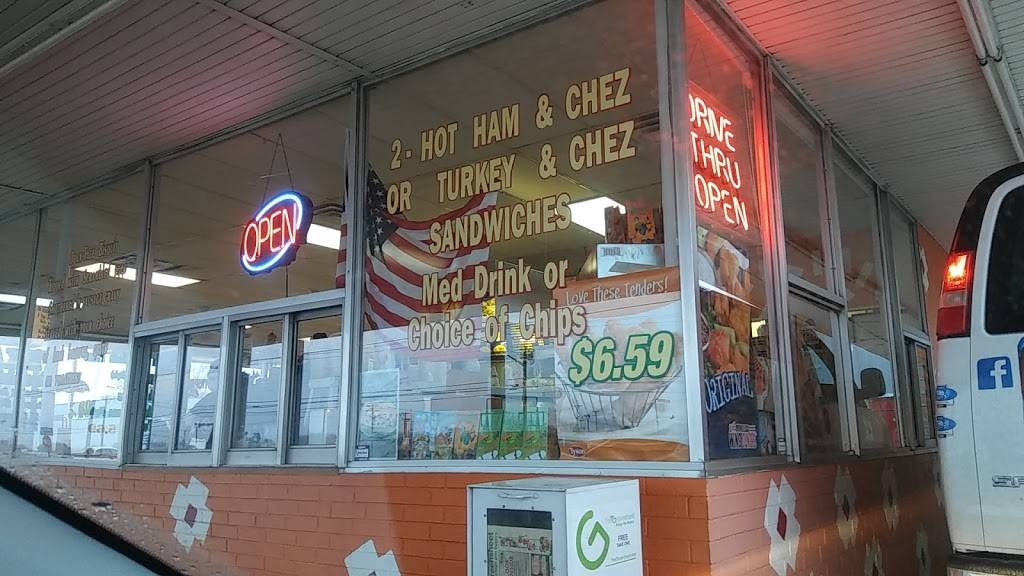 2 - HOT HAM & CHEZ
OR TURKEY & CHEZ
SANDWICHES
Med Drink or
Choice of Chips
$6.59
Love These Tenders!
OPEN
DRIVE
THRU
OPEN
ORIGINAL
FREE